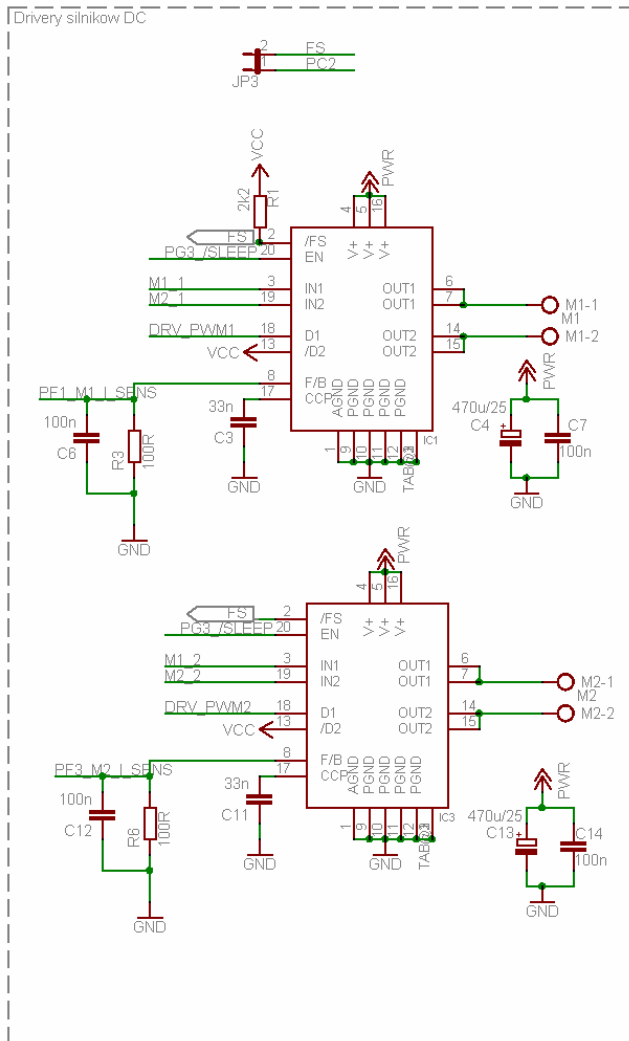 Drivery silnikow DC
2 FS
1 PC2
JP3
VCC
2k2
R1
PWR
4 5 16
V+ V+ V+
FS 2 /FS
PG3_/SLEEP 20 EN
M1_1 3 IN1 OUT1 6
M2_1 19 IN2 OUT1 7 M1-1
M1
DRV_PWM1 18 D1 OUT2 14 M1-2
VCC 13 /D2 OUT2 15
PWR
8 F/B
PF1_M1_I_SENS 17 CCP
100n
C6
R3
100R
33n
C3
AGND PGND PGND PGND PGND
IC1
1 9 10 11 12
470u/25
C4 +
C7
100n
GND
GND
GND
GND
PWR
4 5 16
V+ V+ V+
FS 2 /FS
PG3_/SLEEP 20 EN
M1_2 3 IN1 OUT1 6
M2_2 19 IN2 OUT1 7 M2-1
M2
DRV_PWM2 18 D1 OUT2 14 M2-2
VCC 13 /D2 OUT2 15
8 F/B
PF3_M2_I_SENS 17 CCP
PWR
100n
C12
R6
100R
33n
C11
AGND PGND PGND PGND PGND
IC3
1 9 10 11 12
470u/25
C13 +
C14
100n
GND
GND
GND
GND